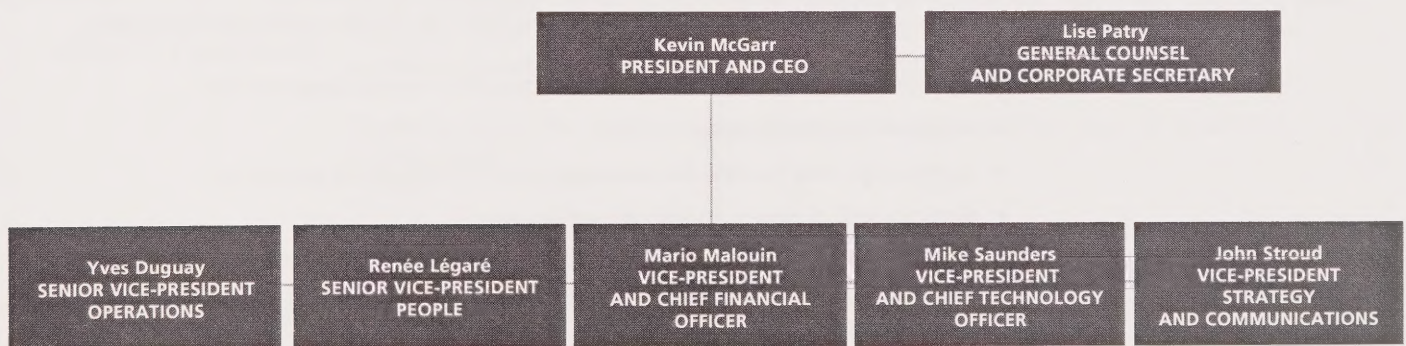 Kevin McGarr
PRESIDENT AND CEO
Lise Patry
GENERAL COUNSEL
AND CORPORATE SECRETARY
Yves Duguay
SENIOR VICE-PRESIDENT
OPERATIONS
Renée Légaré
SENIOR VICE-PRESIDENT
PEOPLE
Mario Malouin
VICE-PRESIDENT
AND CHIEF FINANCIAL
OFFICER
Mike Saunders
VICE-PRESIDENT
AND CHIEF TECHNOLOGY
OFFICER
John Stroud
VICE-PRESIDENT
STRATEGY
AND COMMUNICATIONS